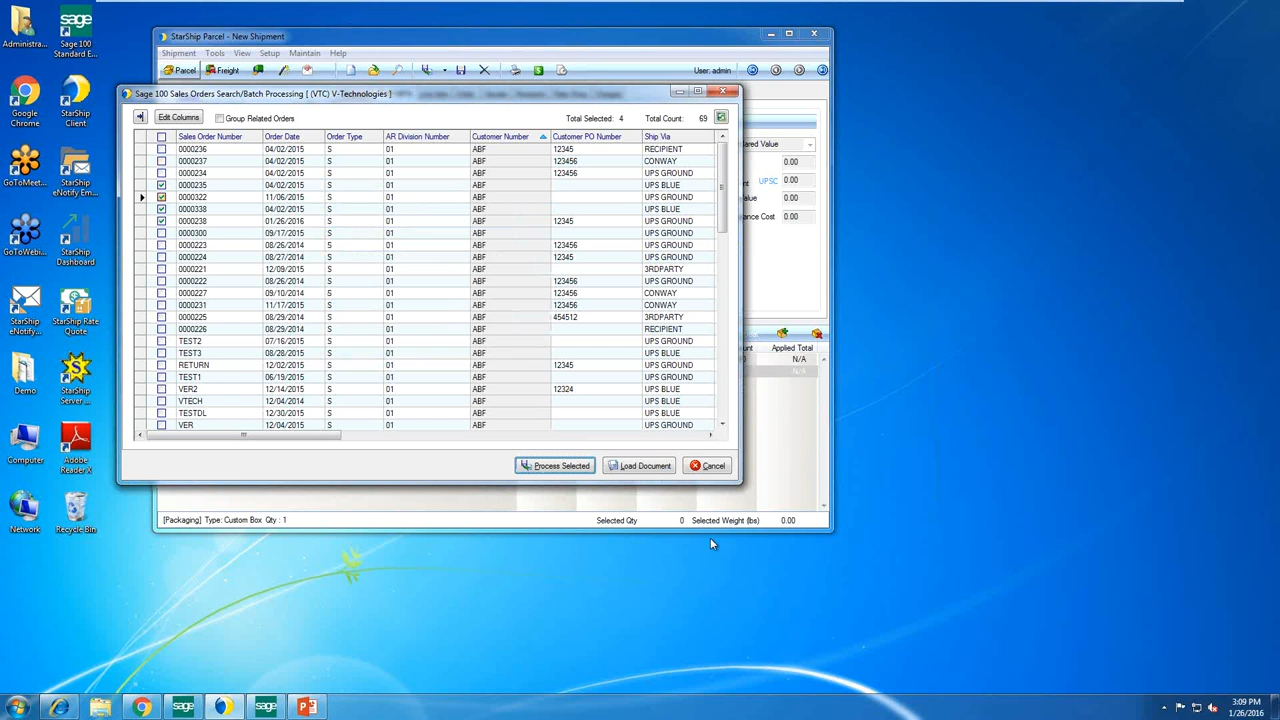 Administra...
sage
Sage 100
Standard E...
Google
Chrome
StarShip
Client
GoToMeet...
StarShip
eNotify Em...
GoToWebi...
StarShip
Dashboard
StarShip
eNotify...
StarShip Rate
Quote
Demo
StarShip
Server ...
Computer
Adobe
Reader X
Network
Recycle Bin
StarShip Parcel - New Shipment
Shipment Tools View Setup Maintain Help
Parcel Freight User: admin
Sage 100 Sales Orders Search/Batch Processing [ (VTC) V-Technologies ]
Edit Columns Group Related Orders Total Selected: 4 Total Count: 69
Sales Order Number Order Date Order Type AR Division Number Customer Number Customer PO Number Ship Via
0000236 04/02/2015 S 01 ABF 12345 RECIPIENT
0000237 04/02/2015 S 01 ABF 123456 CONWAY
0000234 04/02/2015 S 01 ABF 123456 UPS GROUND
0000235 04/02/2015 S 01 ABF UPS BLUE
0000322 11/06/2015 S 01 ABF UPS GROUND
0000338 04/02/2015 S 01 ABF UPS BLUE
0000238 01/26/2016 S 01 ABF 12345 UPS GROUND
0000300 09/17/2015 S 01 ABF UPS GROUND
0000223 08/26/2014 S 01 ABF 123456 UPS GROUND
0000224 08/27/2014 S 01 ABF 12345 UPS GROUND
0000221 12/09/2015 S 01 ABF 3RDPARTY
0000222 08/26/2014 S 01 ABF 123456 UPS GROUND
0000227 09/10/2014 S 01 ABF 123456 CONWAY
0000231 11/17/2015 S 01 ABF 123456 CONWAY
0000225 08/29/2014 S 01 ABF 454512 3RDPARTY
0000226 08/29/2014 S 01 ABF RECIPIENT
TEST2 07/16/2015 S 01 ABF UPS GROUND
TEST3 08/28/2015 S 01 ABF UPS BLUE
RETURN 12/02/2015 S 01 ABF 12345 UPS GROUND
TEST1 06/19/2015 S 01 ABF UPS GROUND
VER2 12/14/2015 S 01 ABF 12324 UPS BLUE
VTECH 12/04/2014 S 01 ABF UPS BLUE
TESTDL 12/30/2015 S 01 ABF UPS BLUE
VER 12/04/2015 S 01 ABF UPS GROUND
Process Selected Load Document Cancel
lared Value
0.00
ent UPSC 0.00
Value 0.00
rance Cost 0.00
ount Applied Total
N/A
N/A
[Packaging] Type: Custom Box Qty : 1 Selected Qty 0 Selected Weight (lbs) 0.00
sage
sage
3:09 PM
1/26/2016